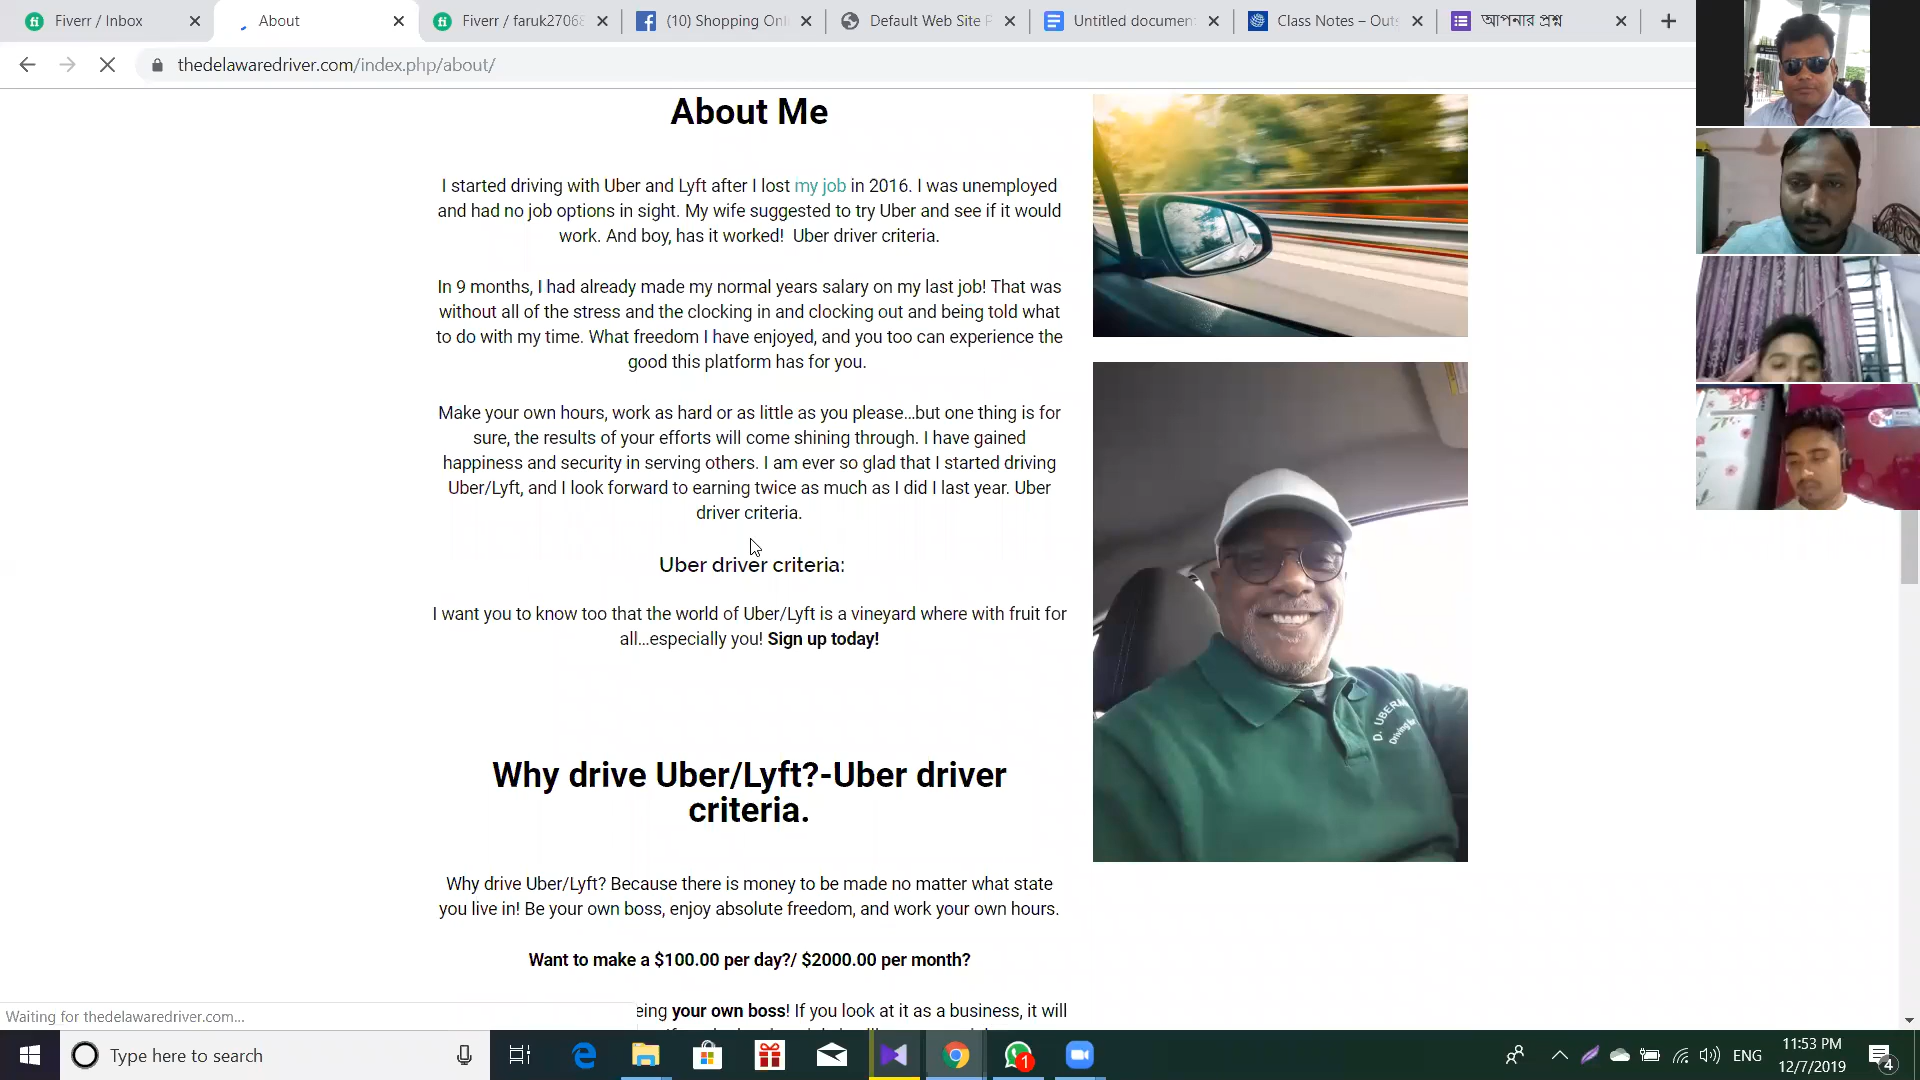 Fiverr / Inbox
About
Fiverr / faruk27068
(10) Shopping Onl
Default Web Site P
Untitled documen
Class Notes – Out
আপনার প্রশ্ন
thedelawaredriver.com/index.php/about/
About Me
I started driving with Uber and Lyft after I lost my job in 2016. I was unemployed
and had no job options in sight. My wife suggested to try Uber and see if it would
work. And boy, has it worked!  Uber driver criteria.
In 9 months, I had already made my normal years salary on my last job! That was
without all of the stress and the clocking in and clocking out and being told what
to do with my time. What freedom I have enjoyed, and you too can experience the
good this platform has for you.
Make your own hours, work as hard or as little as you please…but one thing is for
sure, the results of your efforts will come shining through. I have gained
happiness and security in serving others. I am ever so glad that I started driving
Uber/Lyft, and I look forward to earning twice as much as I did I last year. Uber
driver criteria.
Uber driver criteria:
I want you to know too that the world of Uber/Lyft is a vineyard where with fruit for
all…especially you! Sign up today!
D. UBERM
Driving for
Why drive Uber/Lyft?-Uber driver
criteria.
Why drive Uber/Lyft? Because there is money to be made no matter what state
you live in! Be your own boss, enjoy absolute freedom, and work your own hours.
Want to make a $100.00 per day?/ $2000.00 per month?
eing your own boss! If you look at it as a business, it will
Waiting for thedelawaredriver.com...
Type here to search
1
ENG
11:53 PM
12/7/2019
4